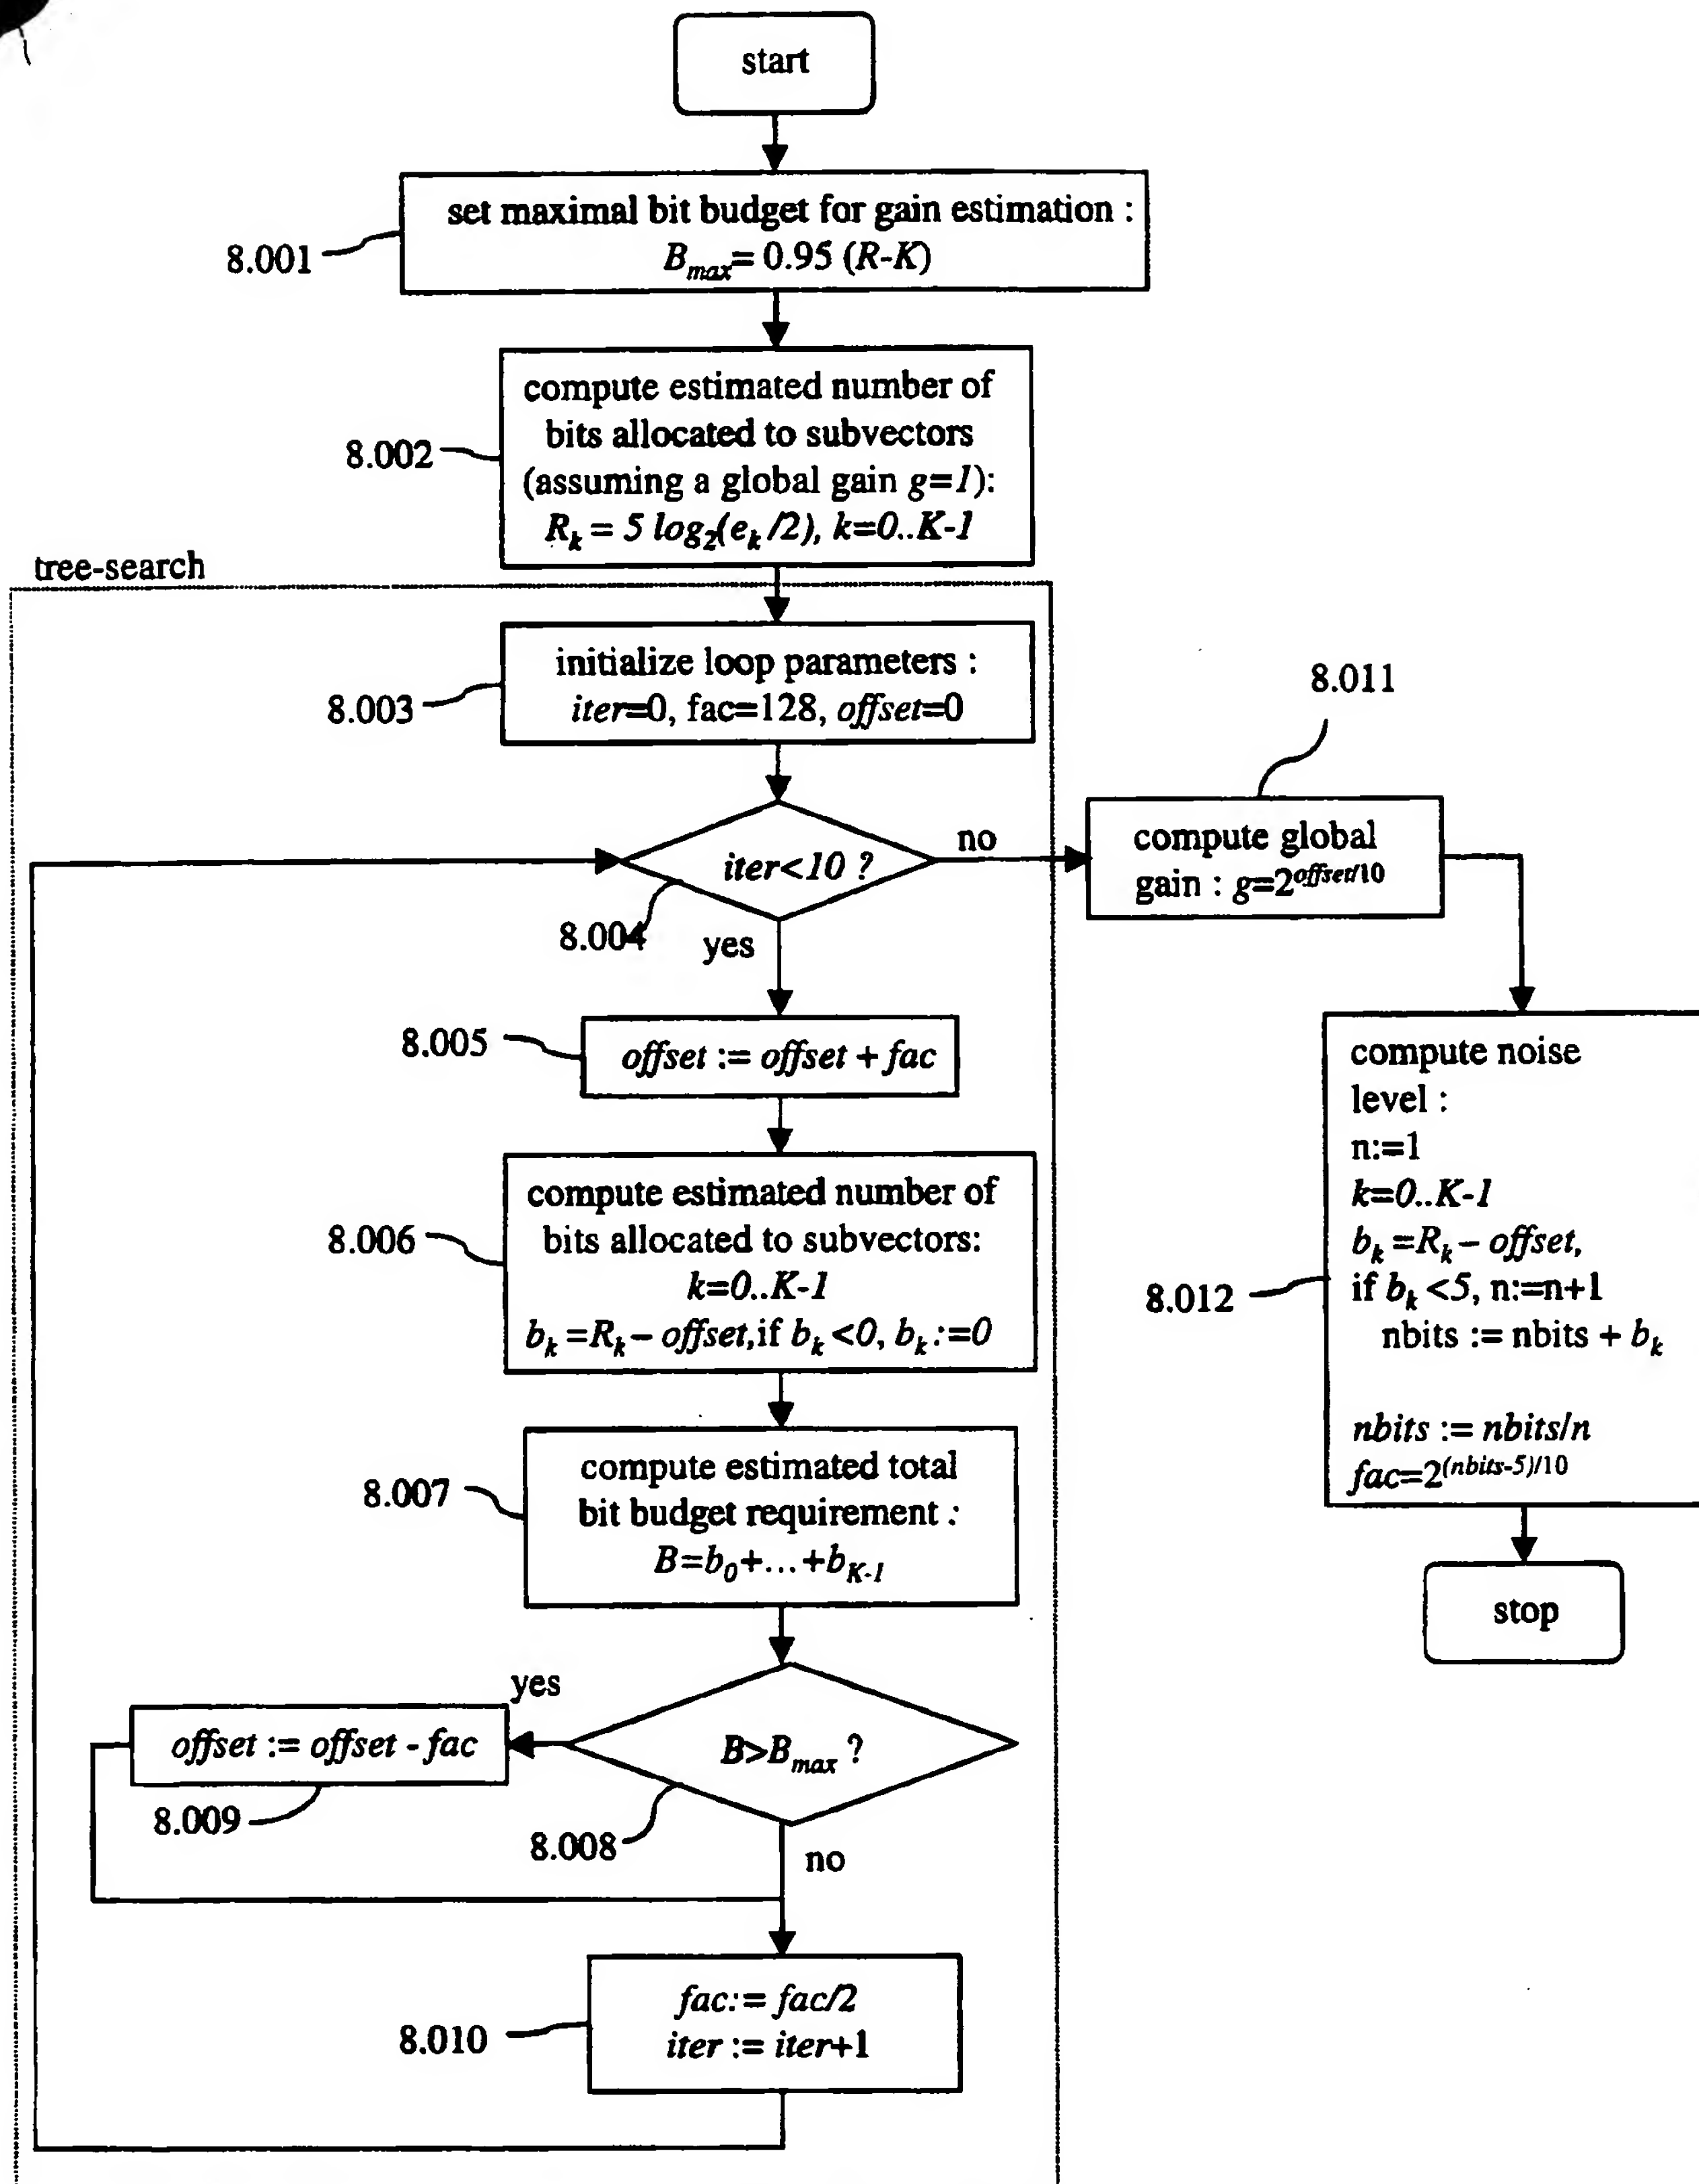 start
set maximal bit budget for gain estimation :
B_max= 0.95 (R-K)
8.001
compute estimated number of
bits allocated to subvectors
(assuming a global gain g=1):
R_k = 5 log_2(e_k /2), k=0..K-1
8.002
tree-search
initialize loop parameters :
iter=0, fac=128, offset=0
8.003
iter<10 ?
8.004
no
yes
8.011
compute global
gain : g=2^offset/10
offset := offset + fac
8.005
compute estimated number of
bits allocated to subvectors:
k=0..K-1
b_k =R_k – offset,if b_k <0, b_k :=0
8.006
compute noise
level :
n:=1
k=0..K-1
b_k =R_k – offset,
if b_k <5, n:=n+1
nbits := nbits + b_k
nbits := nbits/n
fac=2^(nbits-5)/10
8.012
compute estimated total
bit budget requirement :
B=b_0+...+b_K-1
8.007
stop
B>B_max ?
8.008
yes
offset := offset - fac
8.009
no
fac:= fac/2
iter := iter+1
8.010